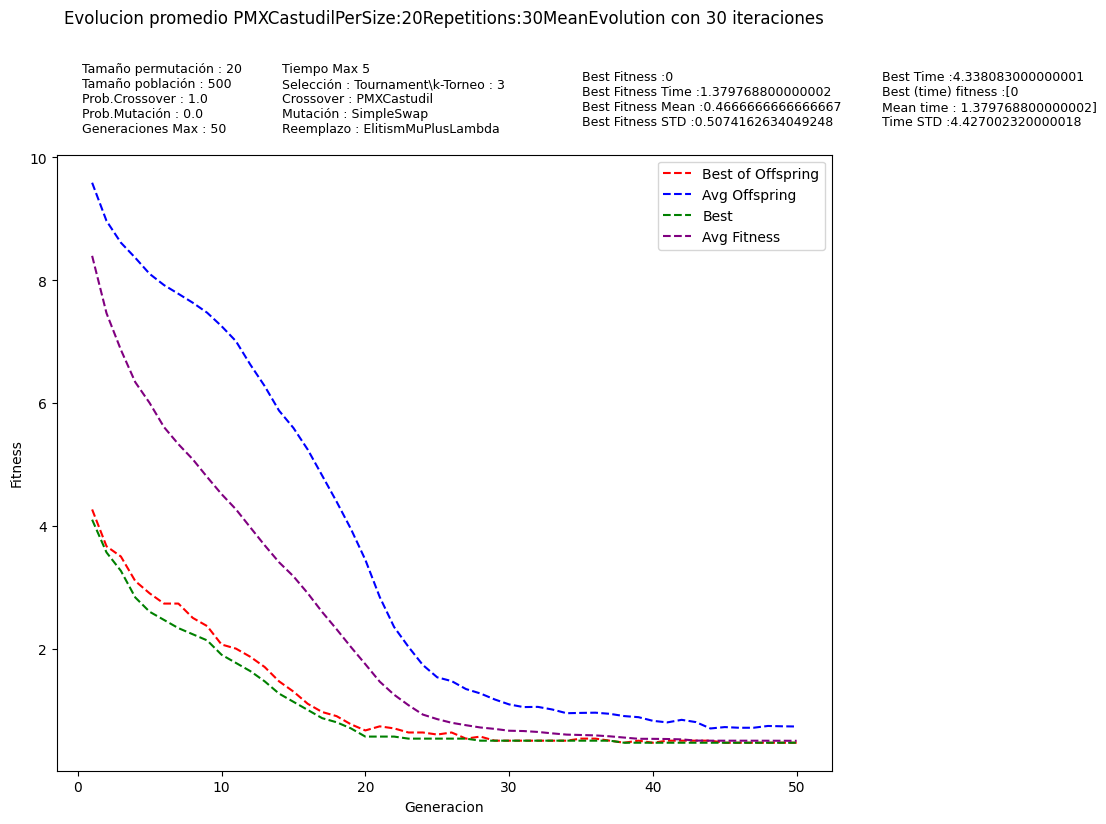 Evolucion promedio PMXCastudilPerSize:20Repetitions:30MeanEvolution con 30 iteraciones
Tamaño permutación : 20
Tamaño población : 500
Prob.Crossover : 1.0
Prob.Mutación : 0.0
Generaciones Max : 50
Tiempo Max 5
Selección : Tournament\k-Torneo : 3
Crossover : PMXCastudil
Mutación : SimpleSwap
Reemplazo : ElitismMuPlusLambda
Best Fitness :0
Best Fitness Time :1.379768800000002
Best Fitness Mean :0.4666666666666667
Best Fitness STD :0.5074162634049248
Best Time :4.338083000000001
Best (time) fitness :[0
Mean time : 1.379768800000002]
Time STD :4.427002320000018
Best of Offspring
Avg Offspring
Best
Avg Fitness
Fitness
10
8
6
4
2
0
10
20
30
40
50
Generacion